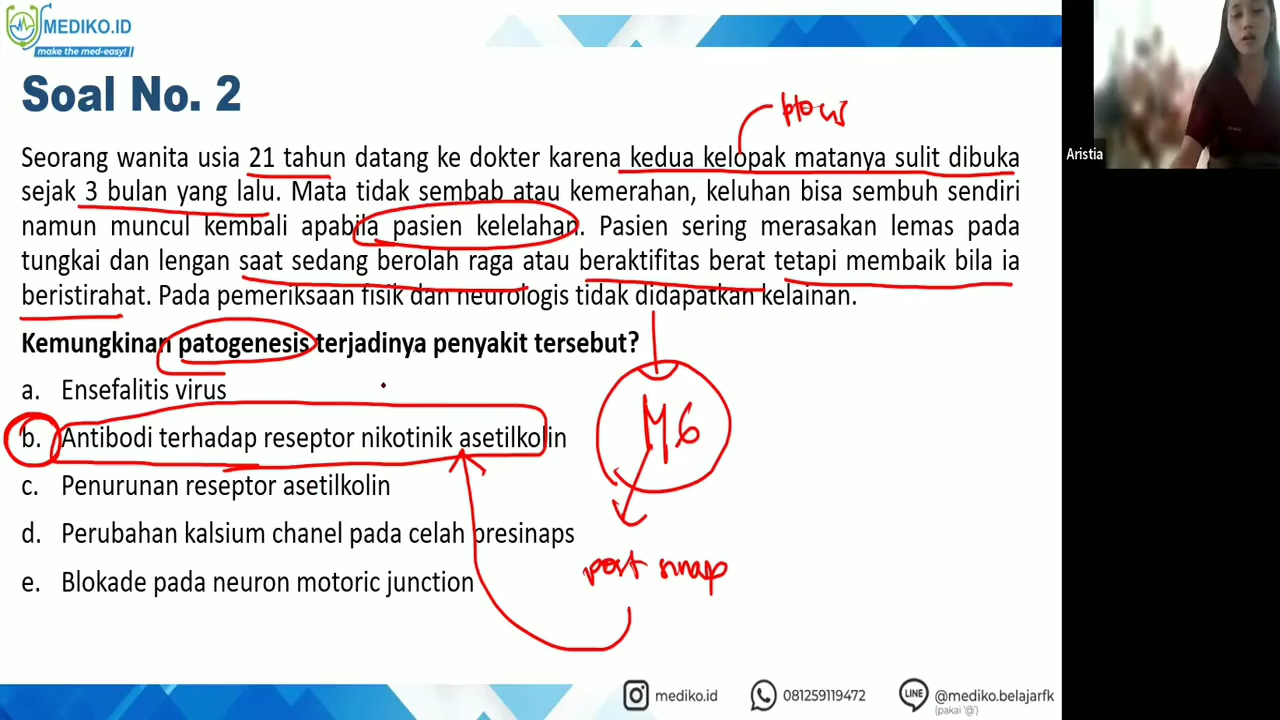 MEDIKO.ID
make the med-easy!
Soal No. 2
ptosis
Seorang wanita usia 21 tahun datang ke dokter karena kedua kelopak matanya sulit dibuka
sejak 3 bulan yang lalu. Mata tidak sembab atau kemerahan, keluhan bisa sembuh sendiri
namun muncul kembali apabila pasien kelelahan. Pasien sering merasakan lemas pada
tungkai dan lengan saat sedang berolah raga atau beraktifitas berat tetapi membaik bila ia
beristirahat. Pada pemeriksaan fisik dan neurologis tidak didapatkan kelainan.
Kemungkinan patogenesis terjadinya penyakit tersebut?
a. Ensefalitis virus
b. Antibodi terhadap reseptor nikotinik asetilkolin
c. Penurunan reseptor asetilkolin
d. Perubahan kalsium chanel pada celah presinaps
e. Blokade pada neuron motoric junction
MG
post sinap
Aristia
mediko.id
081259119472
LINE
@mediko.belajarfk
(pakai '@')